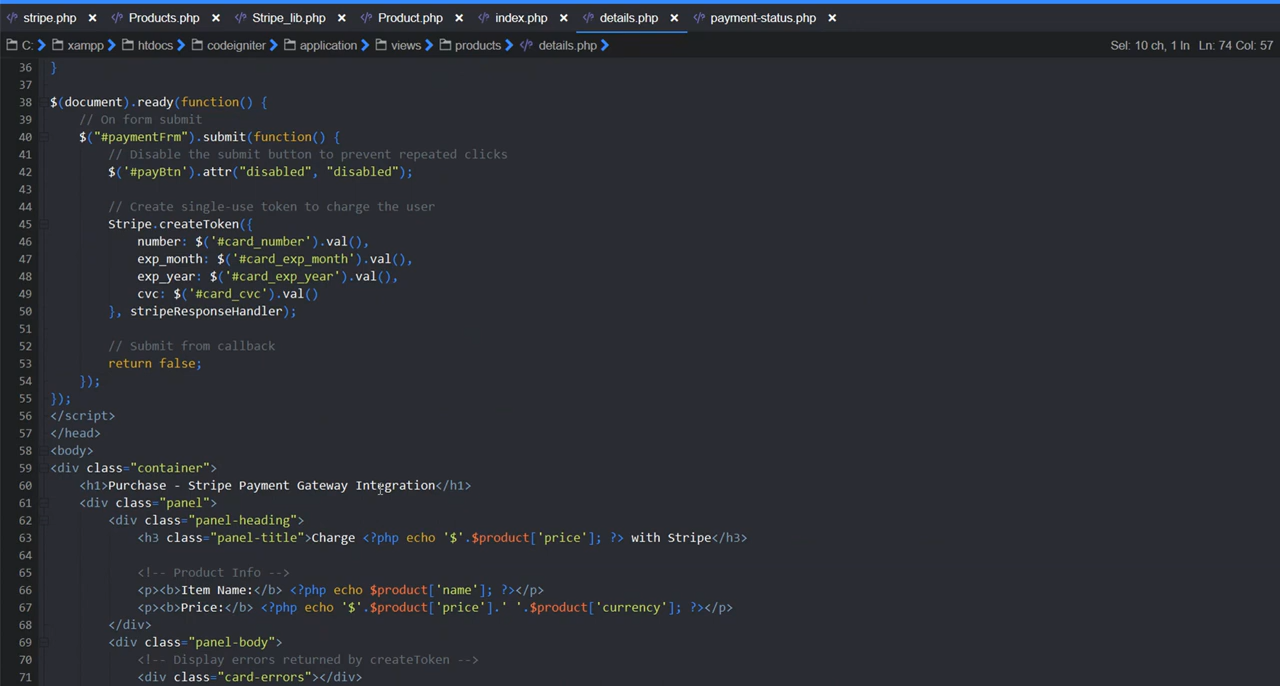 stripe.php × Products.php × Stripe_lib.php × Product.php × index.php × details.php × payment-status.php ×
C: xampp htdocs codeigniter application views products details.php Sel: 10 ch, 1 ln Ln: 74 Col: 57
36 }
37
38 $(document).ready(function() {
39 // On form submit
40 $("#paymentFrm").submit(function() {
41 // Disable the submit button to prevent repeated clicks
42 $('#payBtn').attr("disabled", "disabled");
43
44 // Create single-use token to charge the user
45 Stripe.createToken({
46 number: $('#card_number').val(),
47 exp_month: $('#card_exp_month').val(),
48 exp_year: $('#card_exp_year').val(),
49 cvc: $('#card_cvc').val()
50 }, stripeResponseHandler);
51
52 // Submit from callback
53 return false;
54 });
55 });
56 </script>
57 </head>
58 <body>
59 <div class="container">
60 <h1>Purchase - Stripe Payment Gateway Integration</h1>
61 <div class="panel">
62 <div class="panel-heading">
63 <h3 class="panel-title">Charge <?php echo '$'.$product['price']; ?> with Stripe</h3>
64
65 <!-- Product Info -->
66 <p><b>Item Name:</b> <?php echo $product['name']; ?></p>
67 <p><b>Price:</b> <?php echo '$'.$product['price'].' '.$product['currency']; ?></p>
68 </div>
69 <div class="panel-body">
70 <!-- Display errors returned by createToken -->
71 <div class="card-errors"></div>